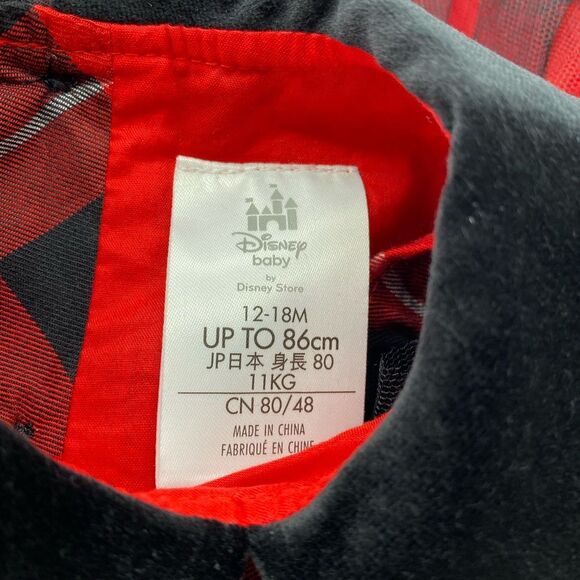 Disney
baby
by
Disney Store
12-18M
UP TO 86cm
JP日本 身長 80
11KG
CN 80/48
MADE IN CHINA
FABRIQUÉ EN CHINE